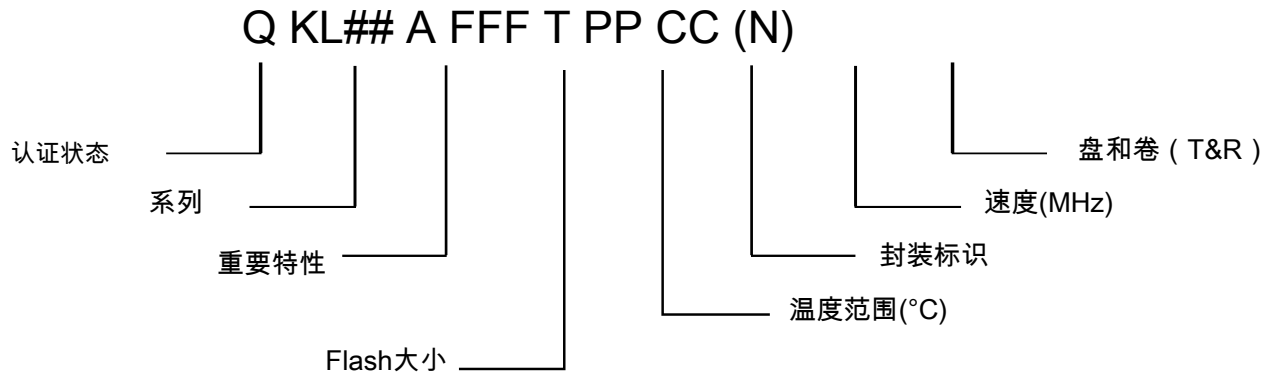 Q KL## A FFF T PP CC (N)
认证状态
盘和卷（T&R）
系列
速度(MHz)
重要特性
封装标识
温度范围(°C)
Flash大小